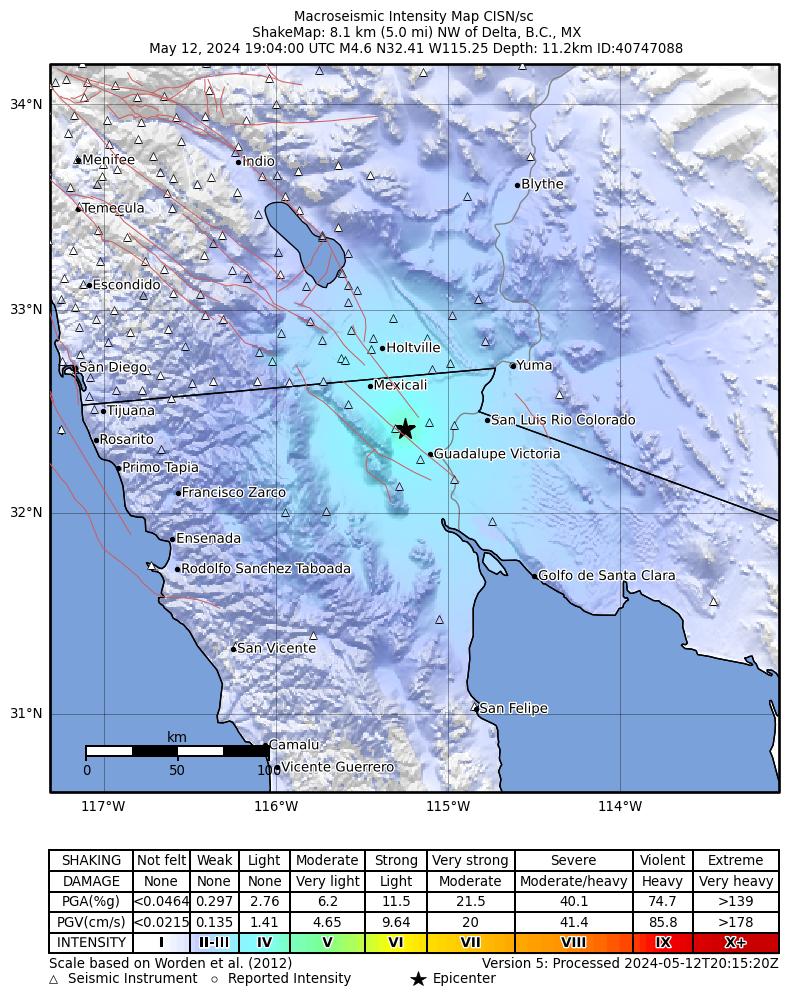 Macroseismic Intensity Map CISN/sc
ShakeMap: 8.1 km (5.0 mi) NW of Delta, B.C., MX
May 12, 2024 19:04:00 UTC M4.6 N32.41 W115.25 Depth: 11.2km ID:40747088
34°N
Menifee
Indio
Blythe
Temecula
Escondido
33°N
Holtville
San Diego
Yuma
Mexicali
Tijuana
San Luis Rio Colorado
Rosarito
Guadalupe Victoria
Primo Tapia
Francisco Zarco
32°N
Ensenada
Rodolfo Sanchez Taboada
Golfo de Santa Clara
San Vicente
31°N
San Felipe
km
Camalu
0 50 100
Vicente Guerrero
117°W 116°W 115°W 114°W
SHAKING Not felt Weak Light Moderate Strong Very strong Severe Violent Extreme
DAMAGE None None None Very light Light Moderate Moderate/heavy Heavy Very heavy
PGA(%g) <0.0464 0.297 2.76 6.2 11.5 21.5 40.1 74.7 >139
PGV(cm/s) <0.0215 0.135 1.41 4.65 9.64 20 41.4 85.8 >178
INTENSITY I II-III IV V VI VII VIII IX X+
Scale based on Worden et al. (2012) Version 5: Processed 2024-05-12T20:15:20Z
△ Seismic Instrument ○ Reported Intensity ★ Epicenter